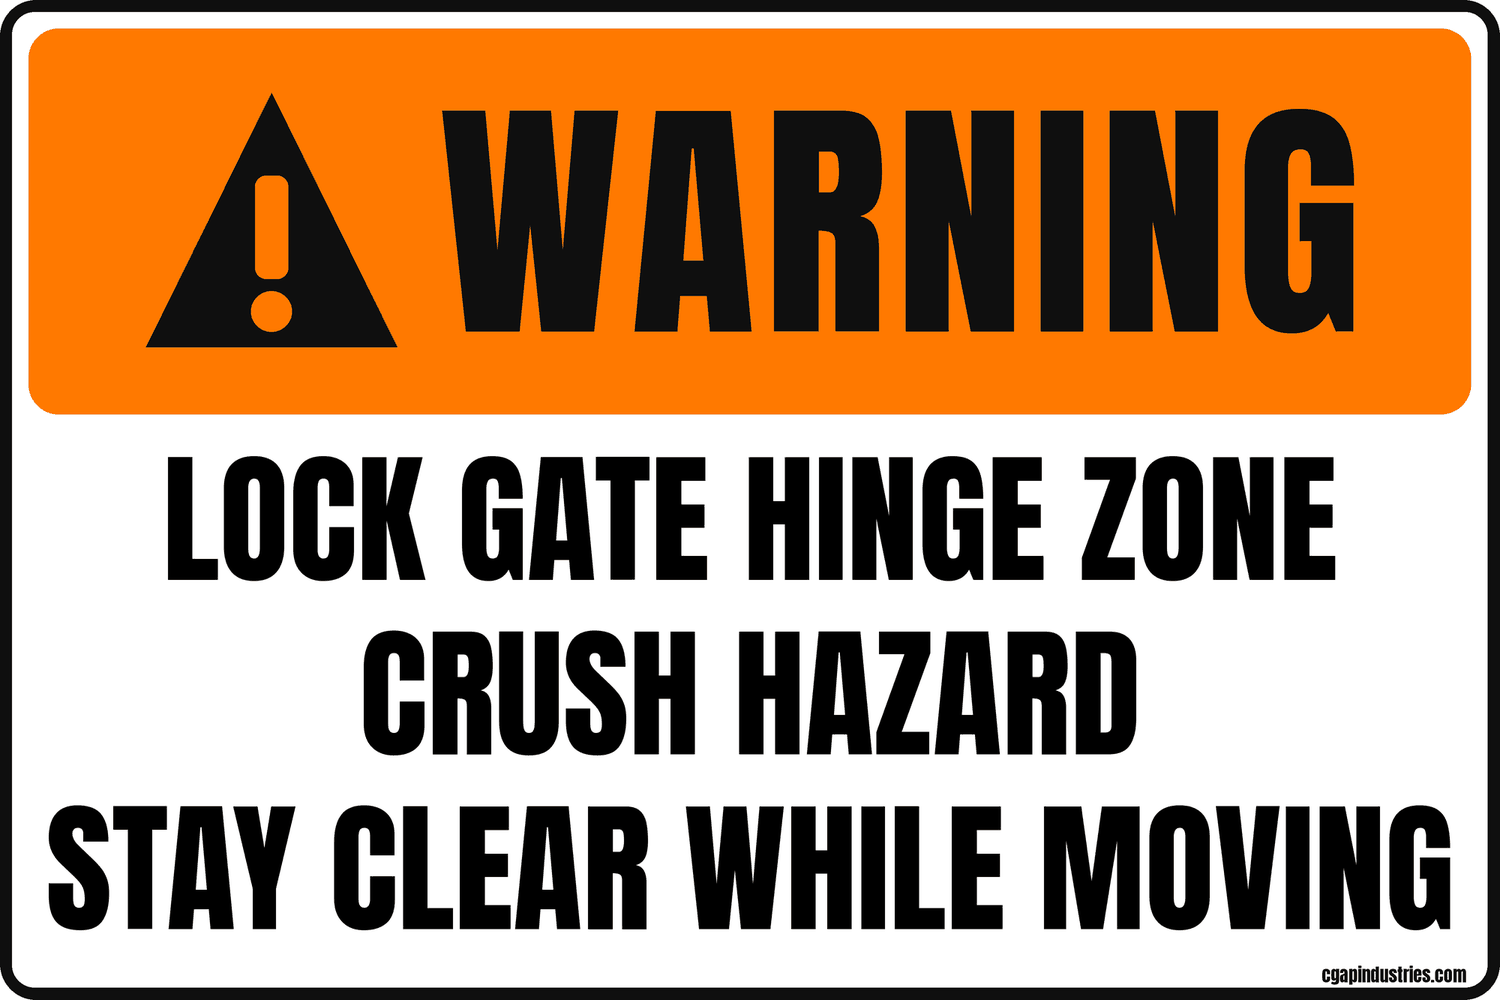 WARNING
LOCK GATE HINGE ZONE
CRUSH HAZARD
STAY CLEAR WHILE MOVING
cgapindustries.com